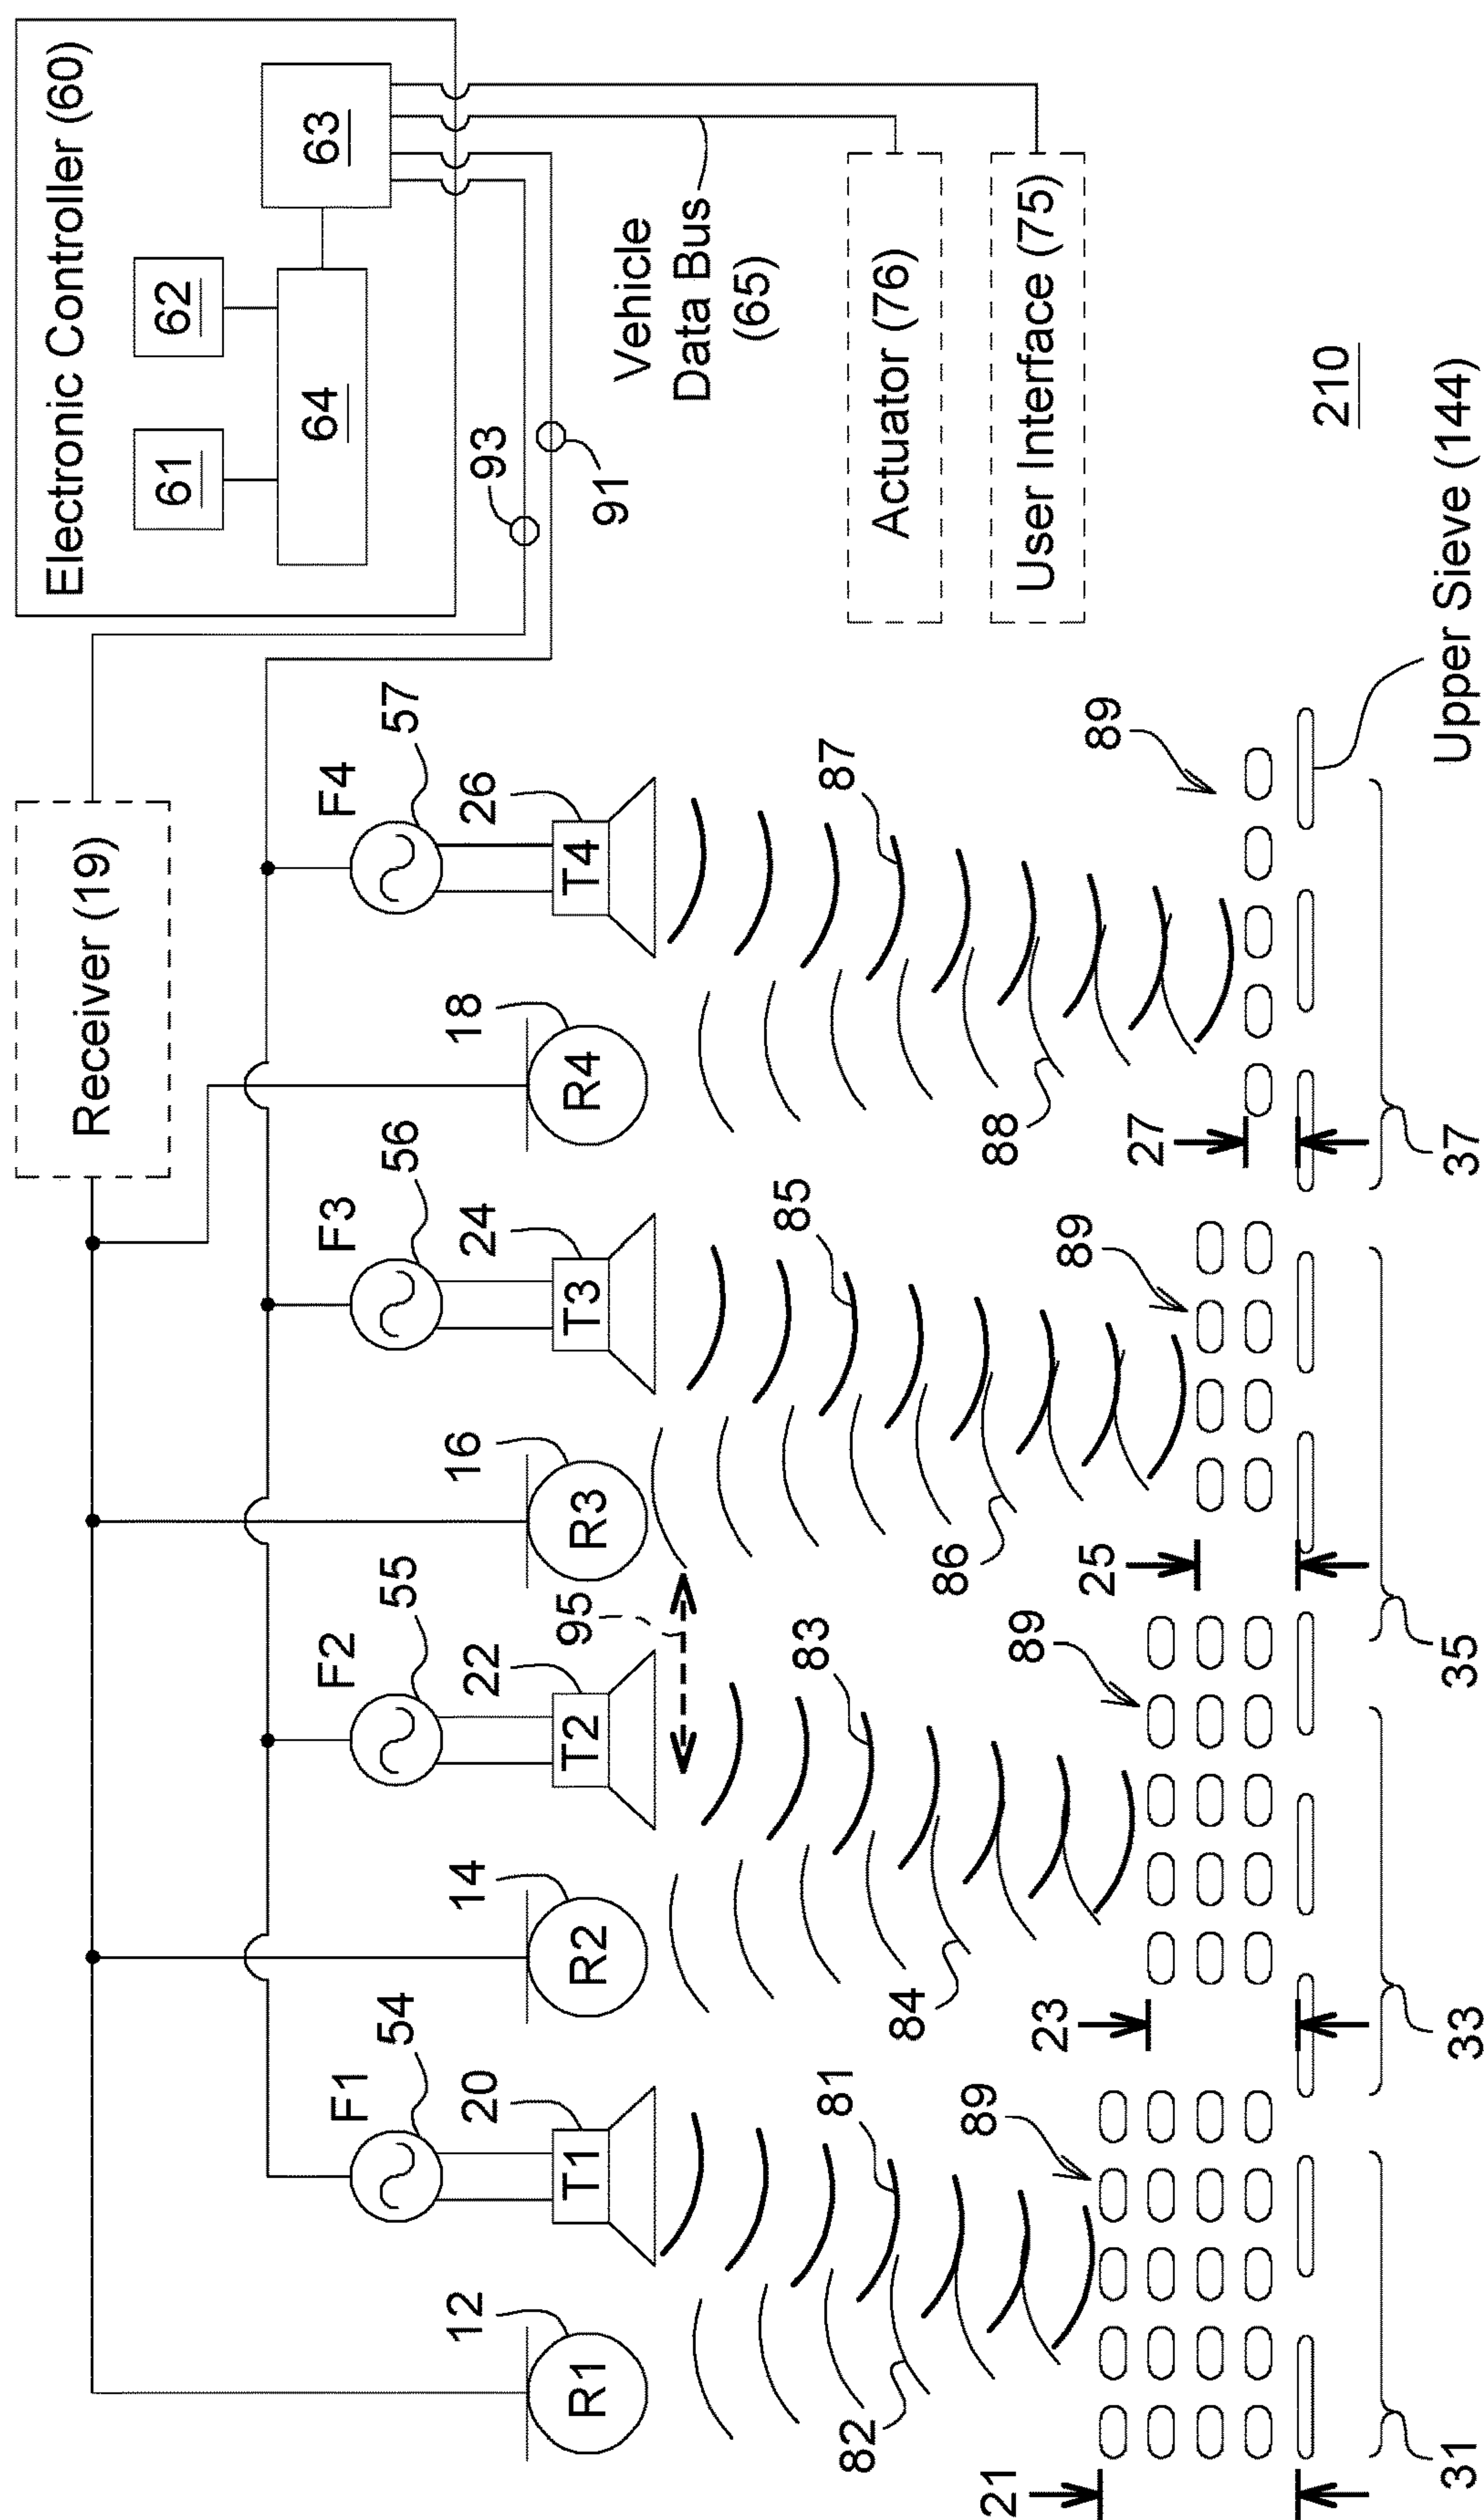 Receiver (19)
Electronic Controller (60)
61
62
63
64
93
91
Vehicle
Data Bus
(65)
Actuator (76)
User Interface (75)
F1
54
F2
55
F3
56
F4
57
12
R1
20
T1
14
R2
22
T2
95
16
R3
24
T3
18
R4
26
T4
82
81
89
84
83
89
86
85
89
88
87
89
21
23
25
27
31
33
35
37
210
Upper Sieve (144)